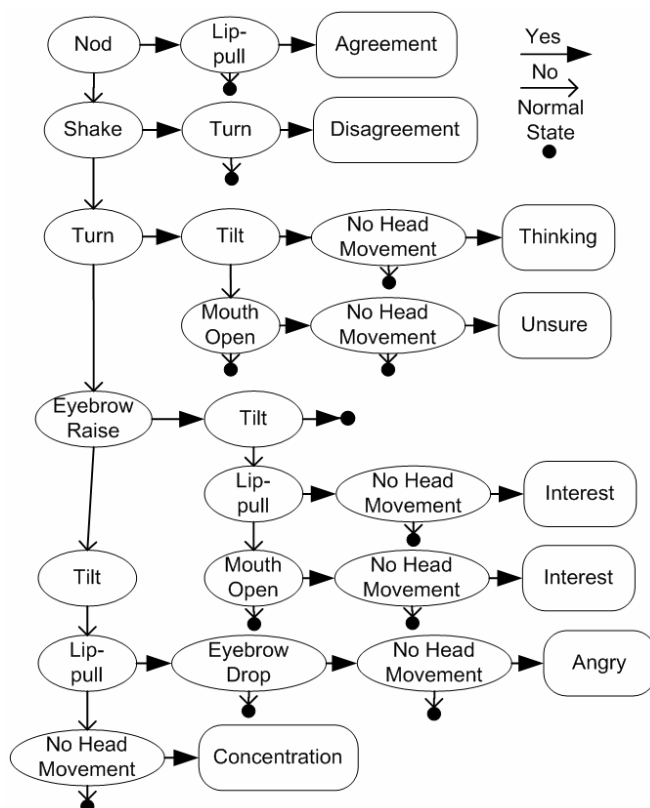 Nod
Lip-
pull
Agreement
Yes
No
Normal
State
Shake
Turn
Disagreement
Turn
Tilt
No Head
Movement
Thinking
Mouth
Open
No Head
Movement
Unsure
Eyebrow
Raise
Tilt
Lip-
pull
No Head
Movement
Interest
Tilt
Mouth
Open
No Head
Movement
Interest
Lip-
pull
Eyebrow
Drop
No Head
Movement
Angry
No Head
Movement
Concentration